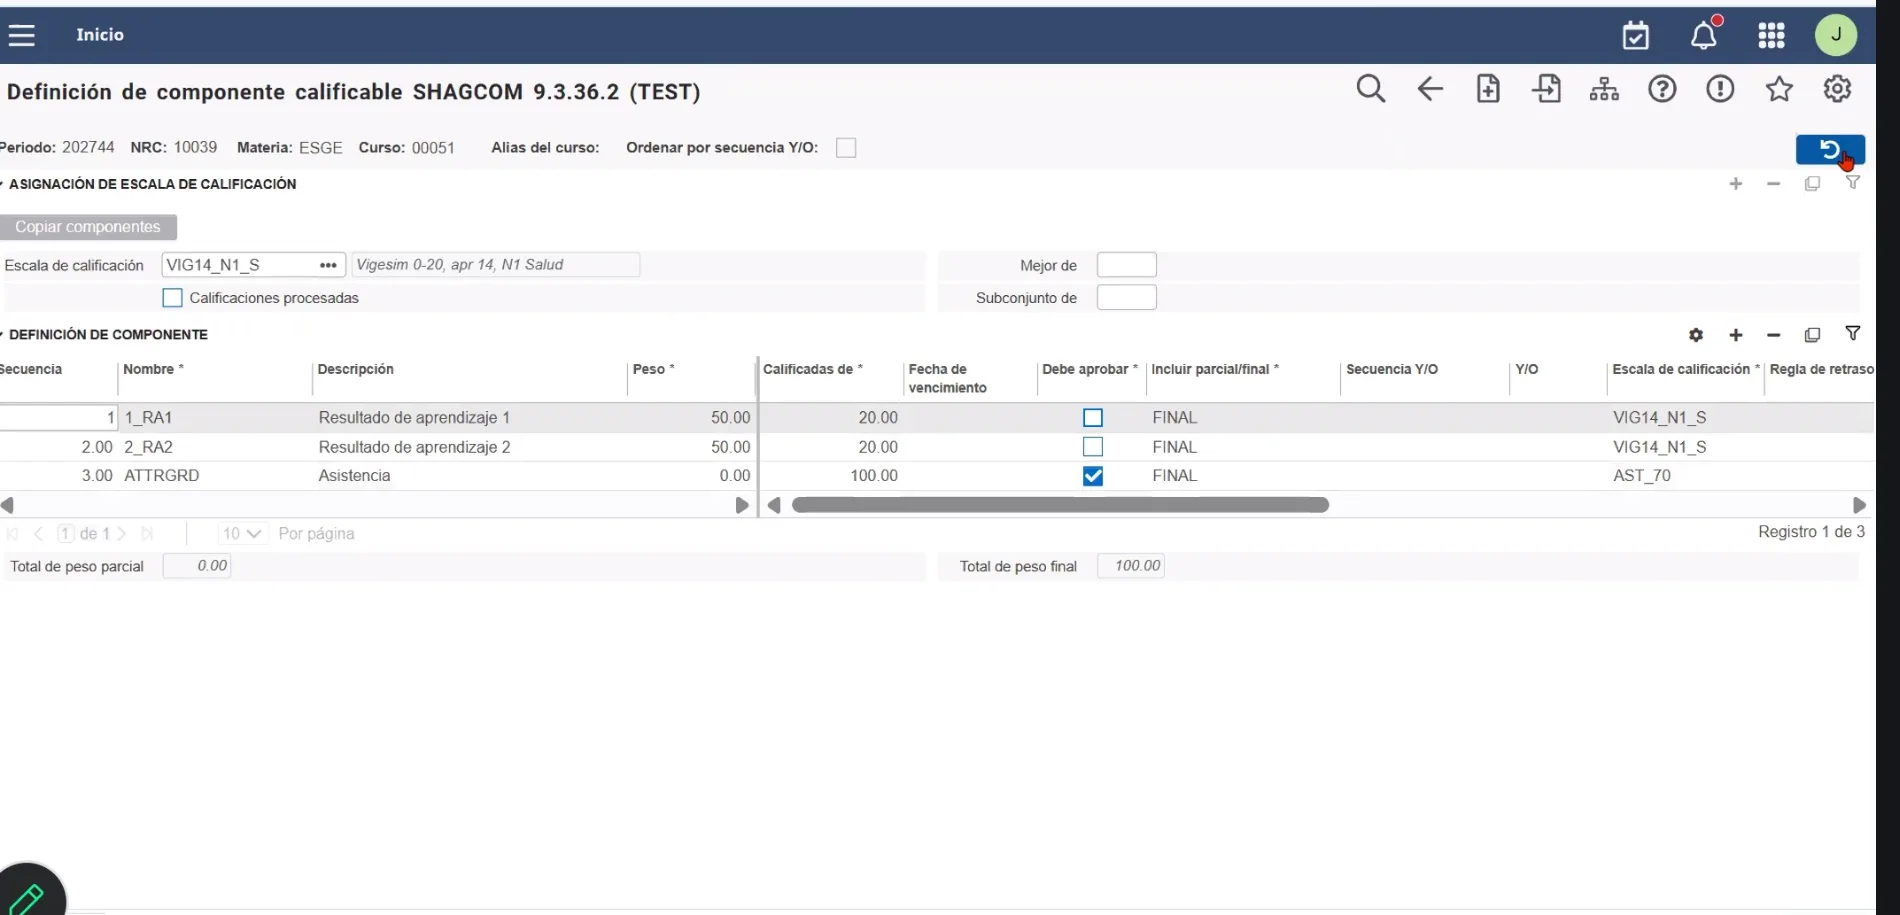 Inicio
J
Definición de componente calificable SHAGCOM 9.3.36.2 (TEST)
Periodo: 202744 NRC: 10039 Materia: ESGE Curso: 00051 Alias del curso: Ordenar por secuencia Y/O:
ASIGNACIÓN DE ESCALA DE CALIFICACIÓN
Copiar componentes
Escala de calificación VIG14_N1_S ••• Vigesim 0-20, apr 14, N1 Salud Mejor de
Calificaciones procesadas Subconjunto de
DEFINICIÓN DE COMPONENTE
Secuencia Nombre * Descripción Peso * Calificadas de * Fecha de vencimiento Debe aprobar * Incluir parcial/final * Secuencia Y/O Y/O Escala de calificación * Regla de retraso
1 1_RA1 Resultado de aprendizaje 1 50.00 20.00 FINAL VIG14_N1_S
2.00 2_RA2 Resultado de aprendizaje 2 50.00 20.00 FINAL VIG14_N1_S
3.00 ATTRGRD Asistencia 0.00 100.00 FINAL AST_70
1 de 1 10 Por página Registro 1 de 3
Total de peso parcial 0.00 Total de peso final 100.00